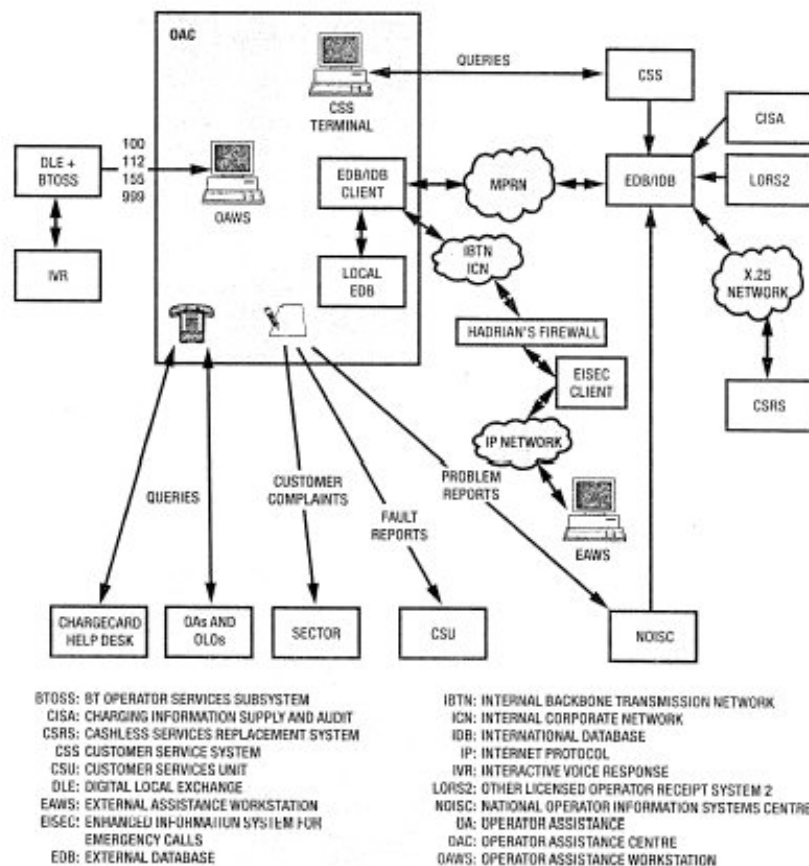 OAC
QUERIES
CSS
CSS
TERMINAL
CISA
100
112
155
999
DLE +
BTOSS
OAWS
EDB/IDB
CLIENT
MPRN
EDB/IDB
LORS2
IVR
LOCAL
EDB
IBTN
ICN
X.25
NETWORK
HADRIAN'S FIREWALL
EISEC
CLIENT
CSRS
IP NETWORK
QUERIES
CUSTOMER
COMPLAINTS
FAULT
REPORTS
PROBLEM
REPORTS
EAWS
CHARGECARD
HELP DESK
OAs AND
OLOs
SECTOR
CSU
NOISC
BTOSS: BT OPERATOR SERVICES SUBSYSTEM
CISA: CHARGING INFORMATION SUPPLY AND AUDIT
CSRS: CASHLESS SERVICES REPLACEMENT SYSTEM
CSS CUSTOMER SERVICE SYSTEM
CSU: CUSTOMER SERVICES UNIT
DLE: DIGITAL LOCAL EXCHANGE
EAWS: EXTERNAL ASSISTANCE WORKSTATION
EISEC: ENHANCED INFORMATION SYSTEM FOR
EMERGENCY CALLS
EDB: EXTERNAL DATABASE
IBTN: INTERNAL BACKBONE TRANSMISSION NETWORK
ICN: INTERNAL CORPORATE NETWORK
IDB: INTERNATIONAL DATABASE
IP: INTERNET PROTOCOL
IVR: INTERACTIVE VOICE RESPONSE
LORS2: OTHER LICENSED OPERATOR RECEIPT SYSTEM 2
NOISC: NATIONAL OPERATOR INFORMATION SYSTEMS CENTRE
OA: OPERATOR ASSISTANCE
OAC: OPERATOR ASSISTANCE CENTRE
OAWS: OPERATOR ASSISTANCE WORKSTATION